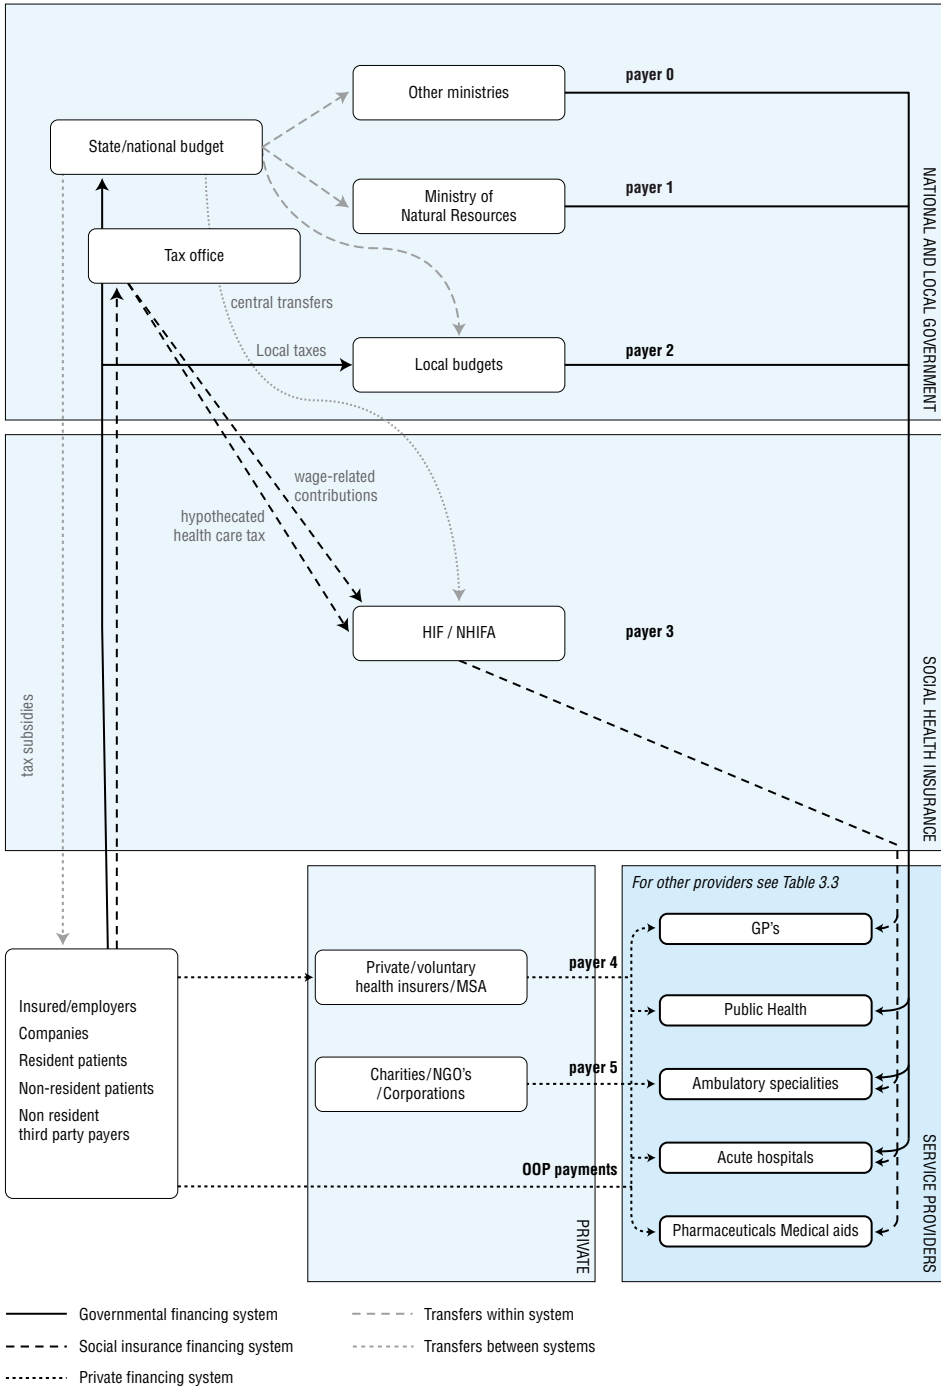 payer 0
Other ministries
State/national budget
payer 1
Ministry of
Natural Resources
Tax office
central transfers
Local taxes
payer 2
Local budgets
NATIONAL AND LOCAL GOVERNMENT
wage-related
contributions
hypothecated
health care tax
HIF / NHIFA
payer 3
tax subsidies
SOCIAL HEALTH INSURANCE
For other providers see Table 3.3
GP's
payer 4
Private/voluntary
health insurers/MSA
Insured/employers
Companies
Resident patients
Non-resident patients
Non resident
third party payers
Public Health
payer 5
Charities/NGO's
/Corporations
Ambulatory specialities
OOP payments
Acute hospitals
Pharmaceuticals Medical aids
PRIVATE
SERVICE PROVIDERS
Governmental financing system
Transfers within system
Social insurance financing system
Transfers between systems
Private financing system